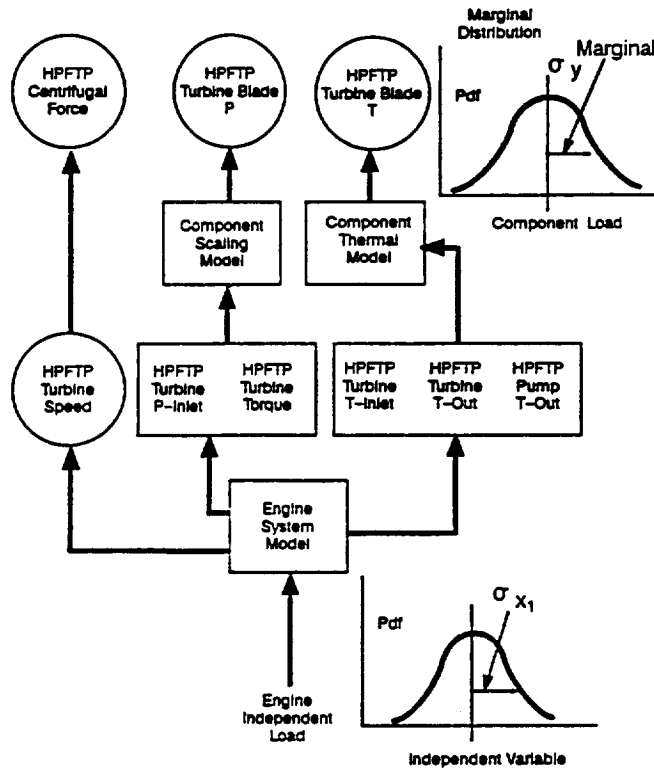 Marginal
Distribution
HPFTP
Centrifugal
Force
HPFTP
Turbine Blade
P
HPFTP
Turbine Blade
T
Pdf
σ y
Marginal
Component Load
Component
Scaling
Model
Component
Thermal
Model
HPFTP
Turbine
Speed
HPFTP
Turbine
P-Inlet
HPFTP
Turbine
Torque
HPFTP
Turbine
T-Inlet
HPFTP
Turbine
T-Out
HPFTP
Pump
T-Out
Engine
System
Model
Pdf
σ x₁
Engine
Independent
Load
Independent Variable